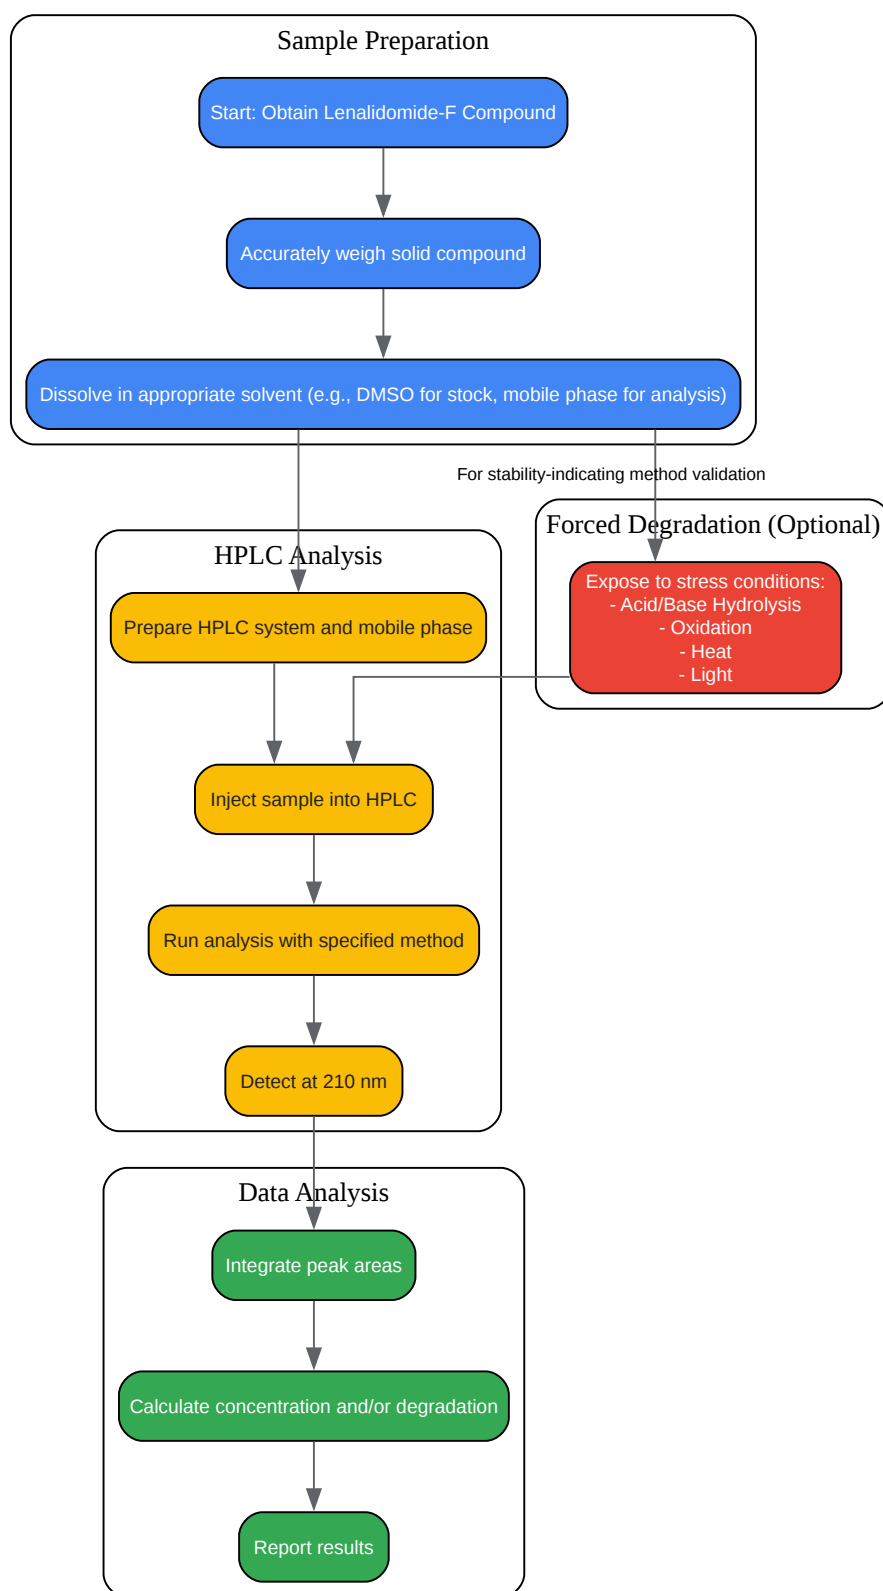 Sample Preparation
Start: Obtain Lenalidomide-F Compound
Accurately weigh solid compound
Dissolve in appropriate solvent (e.g., DMSO for stock, mobile phase for analysis)
For stability-indicating method validation
Forced Degradation (Optional)
Expose to stress conditions:
- Acid/Base Hydrolysis
- Oxidation
- Heat
- Light
HPLC Analysis
Prepare HPLC system and mobile phase
Inject sample into HPLC
Run analysis with specified method
Detect at 210 nm
Data Analysis
Integrate peak areas
Calculate concentration and/or degradation
Report results